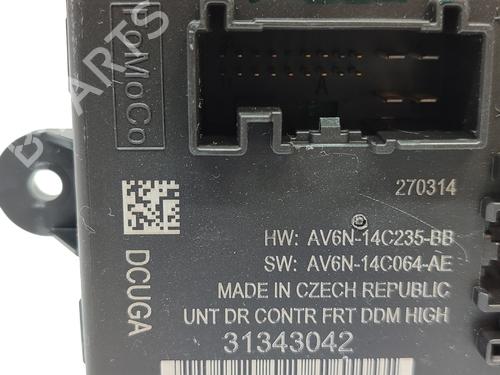 FoMoCo
A
270314
DCUGA
HW: AV6N-14C235-BB
SW: AV6N-14C064-AE
MADE IN CZECH REPUBLIC
UNT DR CONTR FRT DDM HIGH
31343042